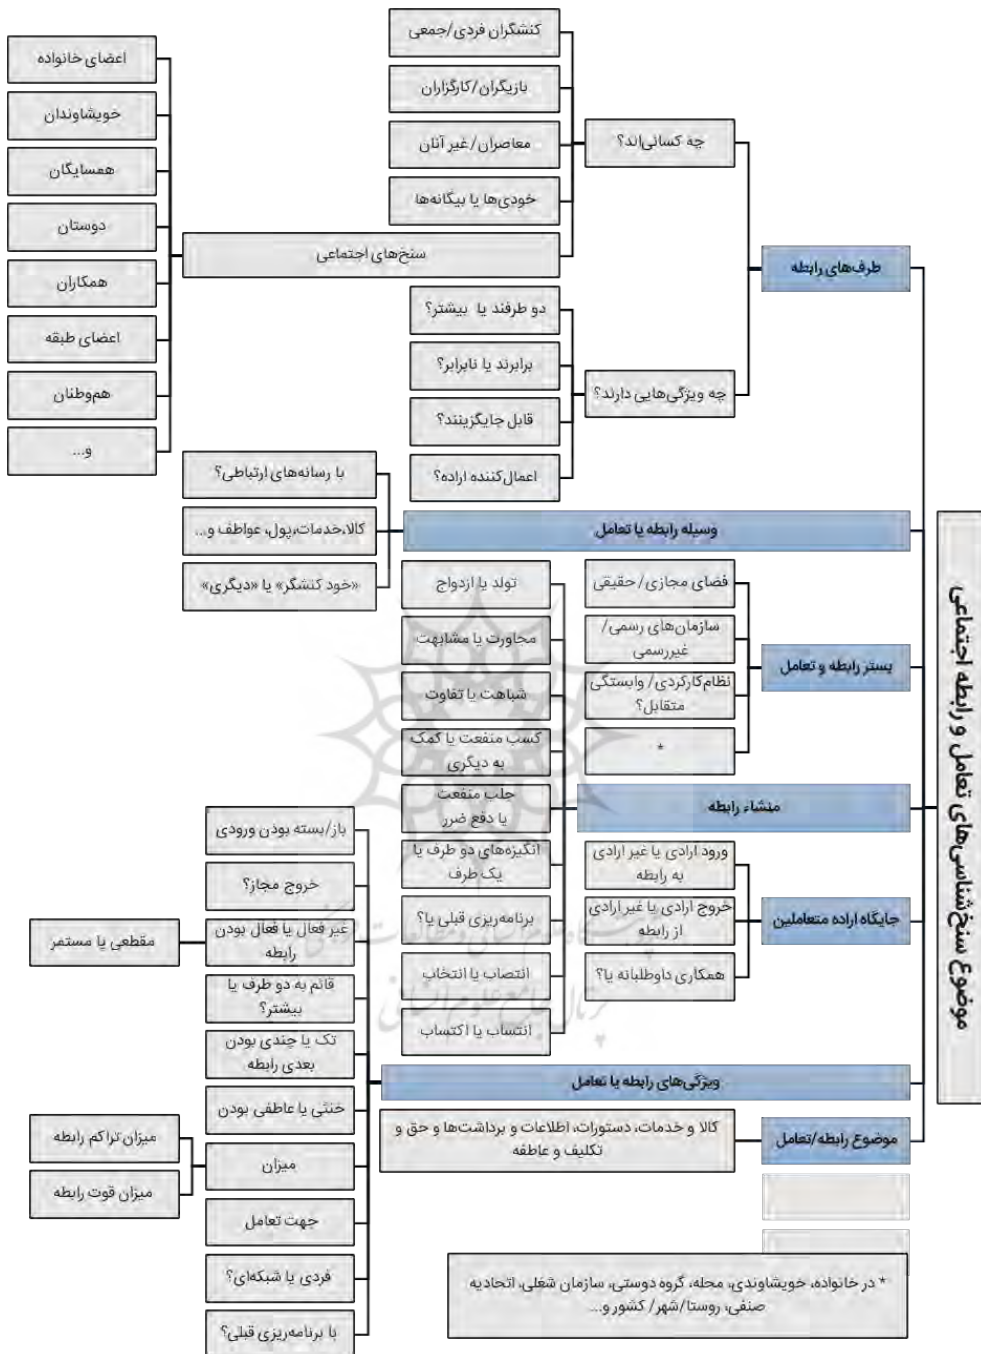 موضوع سنخ‌شناسی‌های تعامل و رابطه اجتماعی
طرف‌های رابطه
چه کسانی‌اند؟
کنشگران فردی/جمعی
بازیگران/کارگزاران
معاصران/غیر آنان
خودی‌ها یا بیگانه‌ها
سنخ‌های اجتماعی
اعضای خانواده
خویشاوندان
همسایگان
دوستان
همکاران
اعضای طبقه
هم‌وطنان
و...
چه ویژگی‌هایی دارند؟
دو طرفند یا بیشتر؟
برابرند یا نابرابر؟
قابل جایگزینند؟
اعمال‌کننده اراده؟
وسیله رابطه یا تعامل
با رسانه‌های ارتباطی؟
کالا،خدمات،پول، عواطف و...
«خود کنشگر» یا «دیگری»
بستر رابطه و تعامل
فضای مجازی/حقیقی
سازمان‌های رسمی/
غیررسمی
نظام‌کارکردی/ وابستگی
متقابل؟
*
منشاء رابطه
تولد یا ازدواج
مجاورت یا مشابهت
شباهت یا تفاوت
کسب منفعت یا کمک
به دیگری
جلب منفعت
یا دفع ضرر
انگیزه‌های دو طرف یا
یک طرف
برنامه‌ریزی قبلی یا؟
انتصاب یا انتخاب
انتساب یا اکتساب
جایگاه اراده متعاملین
ورود ارادی یا غیر ارادی
به رابطه
خروج ارادی یا غیر ارادی
از رابطه
همکاری داوطلبانه یا؟
ویژگی‌های رابطه یا تعامل
باز/بسته بودن ورودی
خروج مجاز؟
غیر فعال یا فعال بودن
رابطه
مقطعی یا مستمر
قائم به دو طرف یا
بیشتر؟
تک یا چندی بودن
بعدی رابطه
خنثی یا عاطفی بودن
میزان
میزان تراکم رابطه
میزان قوت رابطه
جهت تعامل
فردی یا شبکه‌ای؟
با برنامه‌ریزی قبلی؟
موضوع رابطه/تعامل
کالا و خدمات، دستورات، اطلاعات و برداشت‌ها و حق و
تکلیف و عاطفه
* در خانواده، خویشاوندی، محله، گروه دوستی، سازمان شغلی، اتحادیه
صنفی، روستا/شهر/ کشور و...
پرتال جامع علوم انسانی